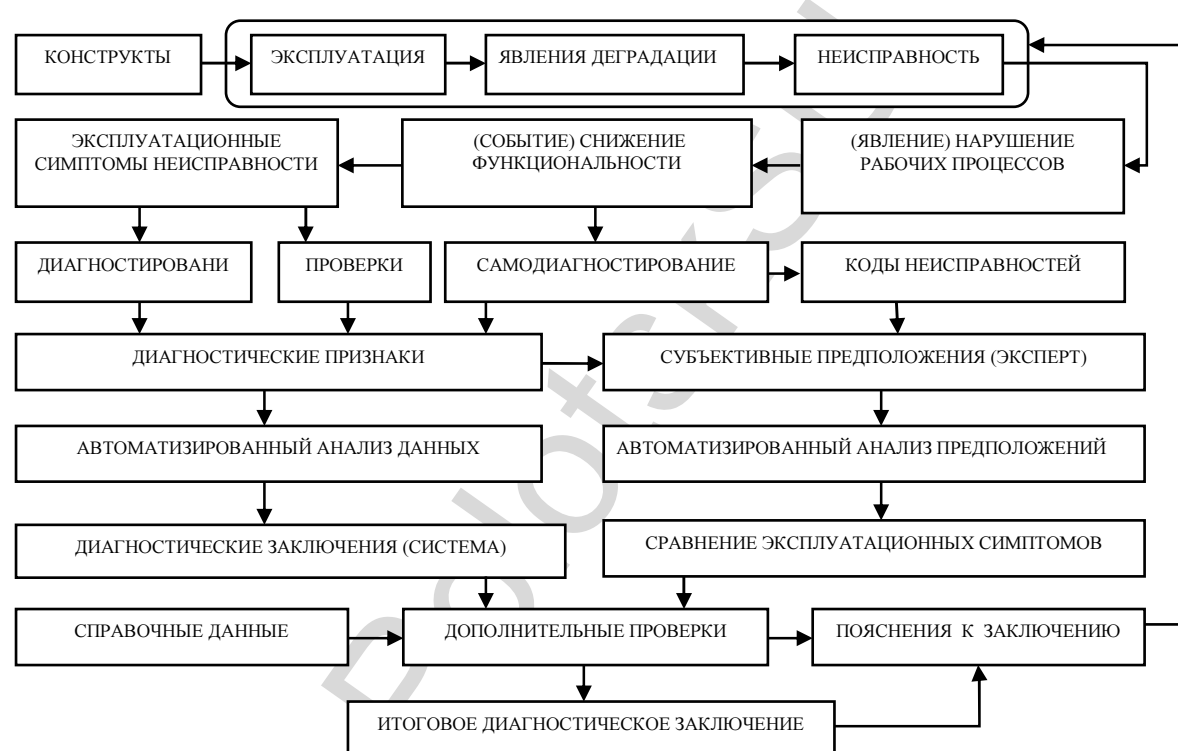 КОНСТРУКТЫ
ЭКСПЛУАТАЦИЯ
ЯВЛЕНИЯ ДЕГРАДАЦИИ
НЕИСПРАВНОСТЬ
ЭКСПЛУАТАЦИОННЫЕ
СИМПТОМЫ НЕИСПРАВНОСТИ
(СОБЫТИЕ) СНИЖЕНИЕ
ФУНКЦИОНАЛЬНОСТИ
(ЯВЛЕНИЕ) НАРУШЕНИЕ
РАБОЧИХ ПРОЦЕССОВ
ДИАГНОСТИРОВАНИ
ПРОВЕРКИ
САМОДИАГНОСТИРОВАНИЕ
КОДЫ НЕИСПРАВНОСТЕЙ
ДИАГНОСТИЧЕСКИЕ ПРИЗНАКИ
СУБЪЕКТИВНЫЕ ПРЕДПОЛОЖЕНИЯ (ЭКСПЕРТ)
АВТОМАТИЗИРОВАННЫЙ АНАЛИЗ ДАННЫХ
АВТОМАТИЗИРОВАННЫЙ АНАЛИЗ ПРЕДПОЛОЖЕНИЙ
ДИАГНОСТИЧЕСКИЕ ЗАКЛЮЧЕНИЯ (СИСТЕМА)
СРАВНЕНИЕ ЭКСПЛУАТАЦИОННЫХ СИМПТОМОВ
СПРАВОЧНЫЕ ДАННЫЕ
ДОПОЛНИТЕЛЬНЫЕ ПРОВЕРКИ
ПОЯСНЕНИЯ К ЗАКЛЮЧЕНИЮ
ИТОГОВОЕ ДИАГНОСТИЧЕСКОЕ ЗАКЛЮЧЕНИЕ